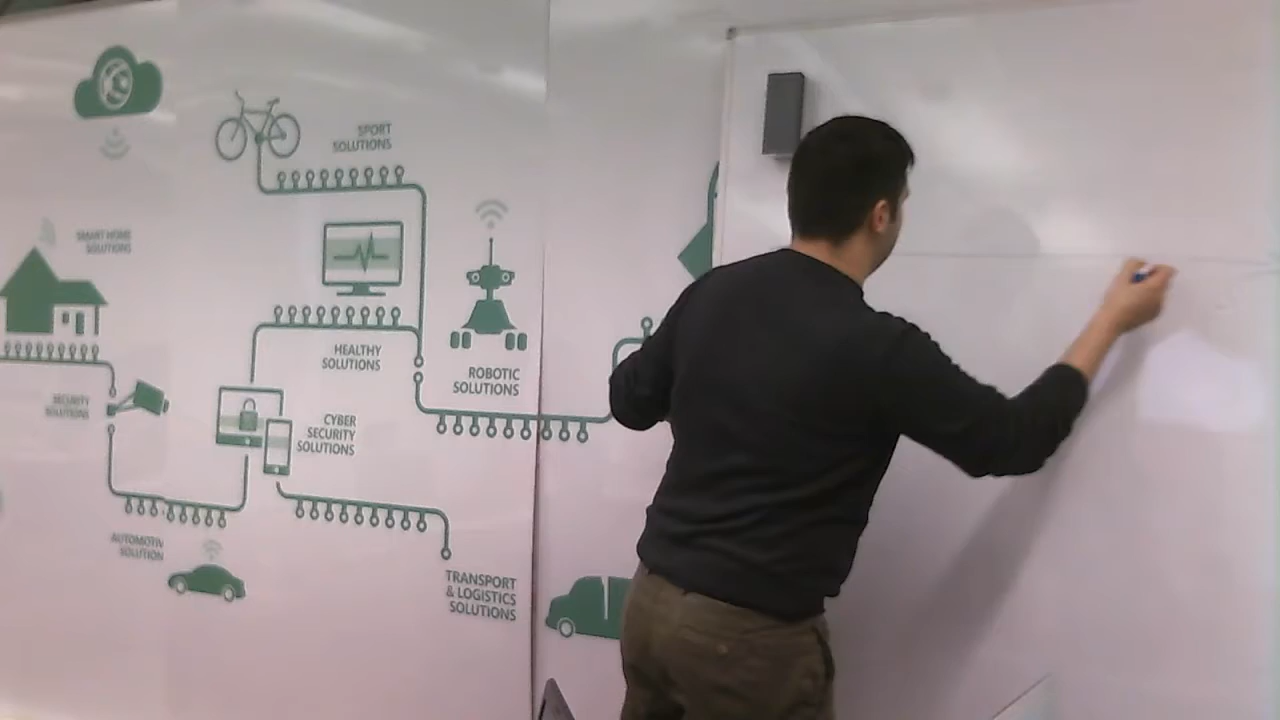 SPORT
SOLUTIONS
SMART HOME
SOLUTIONS
HEALTHY
SOLUTIONS
ROBOTIC
SOLUTIONS
SECURITY
SOLUTIONS
CYBER
SECURITY
SOLUTIONS
AUTOMOTIV
SOLUTION
TRANSPORT
& LOGISTICS
SOLUTIONS